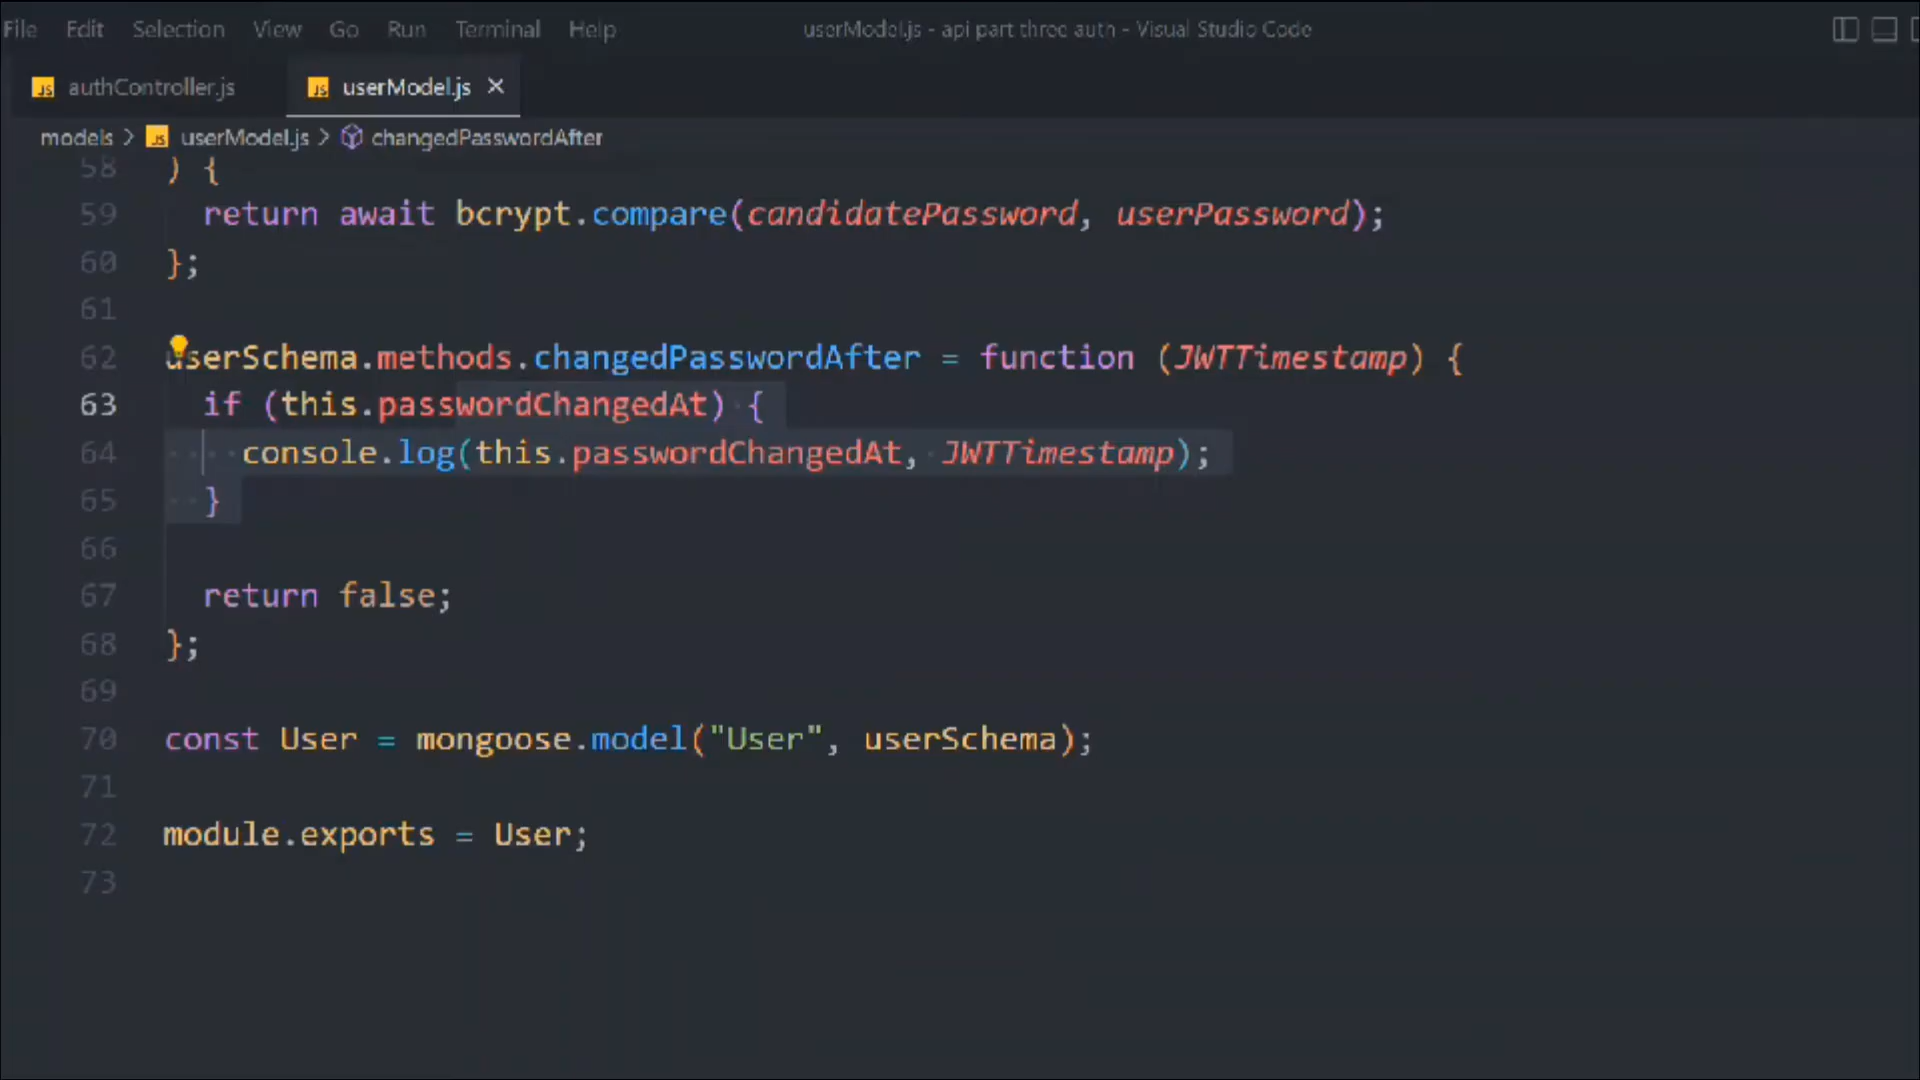 File Edit Selection View Go Run Terminal Help userModel.js - api part three auth - Visual Studio Code
JS authController.js JS userModel.js ×
models > JS userModel.js > changedPasswordAfter
58 ) {
59 return await bcrypt.compare(candidatePassword, userPassword);
60 };
61
62 userSchema.methods.changedPasswordAfter = function (JWTTimestamp) {
63 if (this.passwordChangedAt) {
64 console.log(this.passwordChangedAt, JWTTimestamp);
65 }
66
67 return false;
68 };
69
70 const User = mongoose.model("User", userSchema);
71
72 module.exports = User;
73